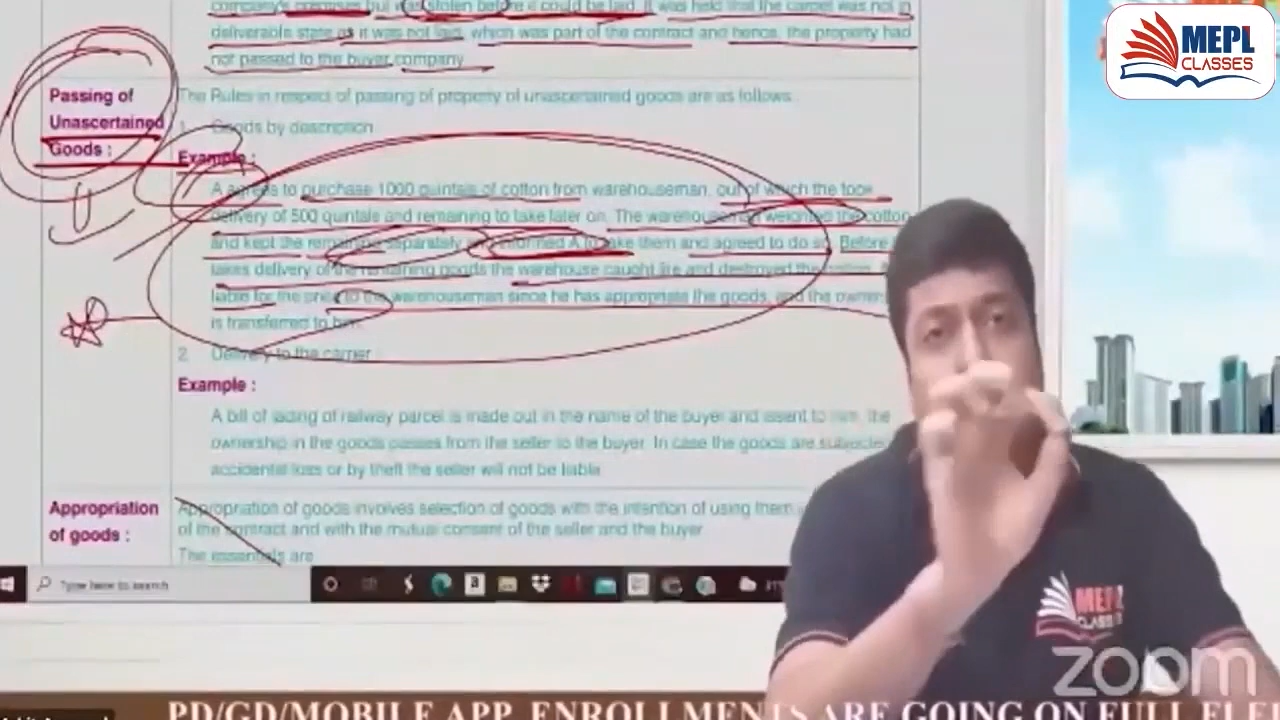 company's premises but was stolen before it could be laid. It was held that the carpet was not in
deliverable state as it was not laid, which was part of the contract and hence, the property had
not passed to the buyer company
MEPL
CLASSES
Passing of
Unascertained
Goods :
The Rules in respect of passing of property of unascertained goods are as follows:
1. Goods by description
Example :
A agrees to purchase 1000 quintals of cotton from warehouseman, out of which the took
delivery of 500 quintals and remaining to take later on. The warehouseman weighted the cotton
and kept the remaining separately and informed A to take them and agreed to do so. Before
takes delivery of the remaining goods the warehouse caught fire and destroyed the
liable for the price to the warehouseman since he has appropriate the goods, and the
is transferred to him.
2. Delivery to the carrier
Example :
A bill of lading of railway parcel is made out in the name of the buyer and issent to him, the
ownership in the goods passes from the seller to the buyer. In case the goods are subjected
accidental loss or by theft the seller will not be liable
Appropriation
of goods :
Appropriation of goods involves selection of goods with the intention of using them
of the contract and with the mutual consent of the seller and the buyer
The essentials are
Type here to search
MEPL
CLASSES
zoom
PD/GD/MOBILE APP ENROLLMENTS ARE GOING ON FULL